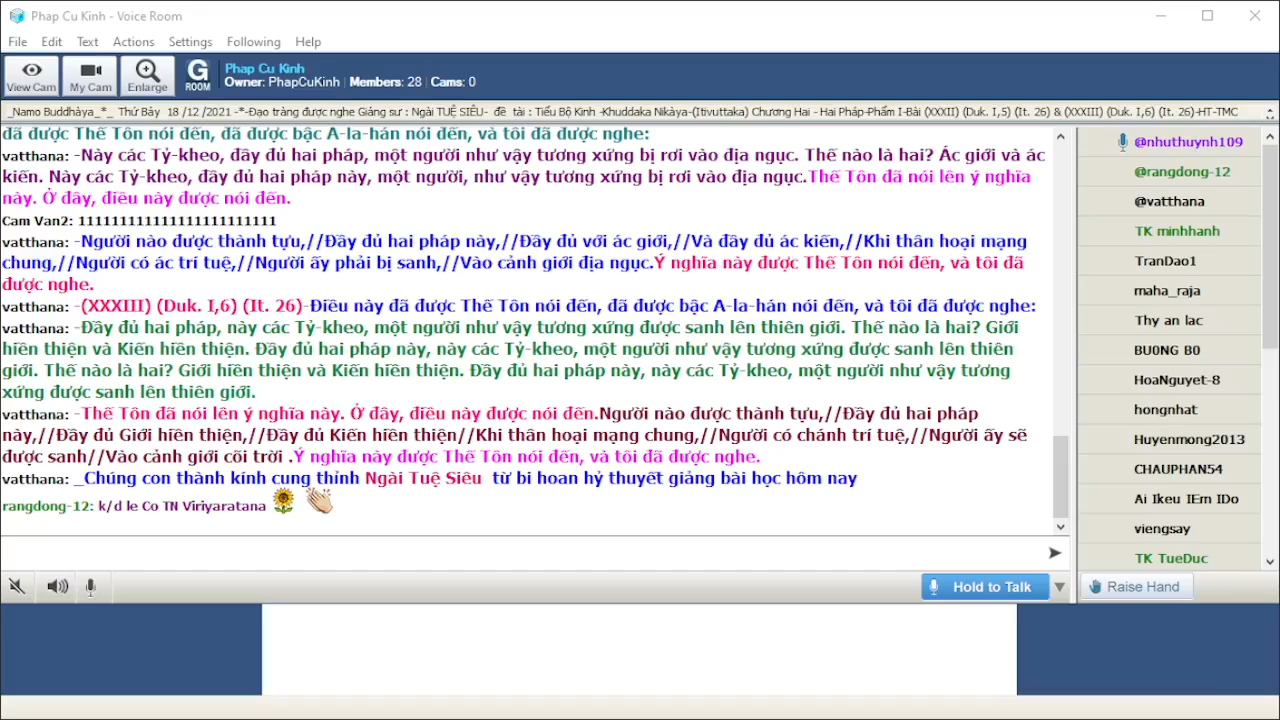 Phap Cu Kinh - Voice Room
File Edit Text Actions Settings Following Help
View Cam My Cam Enlarge G ROOM
Phap Cu Kinh
Owner: PhapCuKinh | Members: 28 | Cams: 0
_Namo Buddhàya_*_ Thứ Bảy 18 /12 /2021 -*-Đạo tràng được nghe Giảng sư : Ngài TUỆ SIÊU- đề tài : Tiểu Bộ Kinh -Khuddaka Nikàya-(Itivuttaka) Chương Hai - Hai Pháp-Phẩm I-Bài (XXXII) (Duk. I,5) (It. 26) & (XXXIII) (Duk. I,6) (It. 26)-HT-TMC
đã được Thế Tôn nói đến, đã được bậc A-la-hán nói đến, và tôi đã được nghe:
vatthana: -Này các Tỷ-kheo, đầy đủ hai pháp, một người như vậy tương xứng bị rơi vào địa ngục. Thế nào là hai? Ác giới và ác
kiến. Này các Tỷ-kheo, đầy đủ hai pháp này, một người, như vậy tương xứng bị rơi vào địa ngục.Thế Tôn đã nói lên ý nghĩa
này. Ở đây, điều này được nói đến.
Cam Van2: 111111111111111111111111
vatthana: -Người nào được thành tựu,//Đầy đủ hai pháp này,//Đầy đủ với ác giới,//Và đầy đủ ác kiến,//Khi thân hoại mạng
chung,//Người có ác trí tuệ,//Người ấy phải bị sanh,//Vào cảnh giới địa ngục.Ý nghĩa này được Thế Tôn nói đến, và tôi đã
được nghe.
vatthana: -(XXXIII) (Duk. I,6) (It. 26)-Điều này đã được Thế Tôn nói đến, đã được bậc A-la-hán nói đến, và tôi đã được nghe:
vatthana: -Đầy đủ hai pháp, này các Tỷ-kheo, một người như vậy tương xứng được sanh lên thiên giới. Thế nào là hai? Giới
hiền thiện và Kiến hiền thiện. Đầy đủ hai pháp này, này các Tỷ-kheo, một người như vậy tương xứng được sanh lên thiên
giới. Thế nào là hai? Giới hiền thiện và Kiến hiền thiện. Đầy đủ hai pháp này, này các Tỷ-kheo, một người như vậy tương
xứng được sanh lên thiên giới.
vatthana: -Thế Tôn đã nói lên ý nghĩa này. Ở đây, điều này được nói đến.Người nào được thành tựu,//Đầy đủ hai pháp
này,//Đầy đủ Giới hiền thiện,//Đầy đủ Kiến hiền thiện//Khi thân hoại mạng chung,//Người có chánh trí tuệ,//Người ấy sẽ
được sanh//Vào cảnh giới cõi trời .Ý nghĩa này được Thế Tôn nói đến, và tôi đã được nghe.
vatthana: _Chúng con thành kính cung thỉnh Ngài Tuệ Siêu từ bi hoan hỷ thuyết giảng bài học hôm nay
rangdong-12: k/d le Co TN Viriyaratana
@nhuthuynh109
@rangdong-12
@vatthana
TK minhhanh
TranDao1
maha_raja
Thy an lac
BU0NG B0
HoaNguyet-8
hongnhat
Huyenmong2013
CHAUPHAN54
Ai Ikeu IErn IDo
viengsay
TK TueDuc
Hold to Talk
Raise Hand